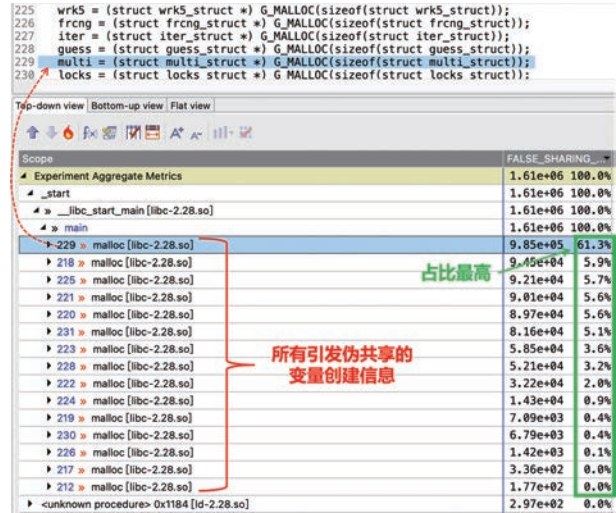 225 wrk5 = (struct wrk5_struct *) G_MALLOC(sizeof(struct wrk5_struct));
226 frcng = (struct frcng_struct *) G_MALLOC(sizeof(struct frcng_struct));
227 iter = (struct iter_struct *) G_MALLOC(sizeof(struct iter_struct));
228 guess = (struct guess_struct *) G_MALLOC(sizeof(struct guess_struct));
229 multi = (struct multi_struct *) G_MALLOC(sizeof(struct multi_struct));
230 locks = (struct locks struct *) G MALLOC(sizeof(struct locks struct));
Top-down view Bottom-up view Flat view
Scope FALSE_SHARING_...
Experiment Aggregate Metrics 1.61e+06 100.0%
_start 1.61e+06 100.0%
» __libc_start_main [libc-2.28.so] 1.61e+06 100.0%
» main 1.61e+06 100.0%
229 » malloc [libc-2.28.so] 9.85e+05 61.3%
218 » malloc [libc-2.28.so] 9.45e+04 5.9%
占比最高
225 » malloc [libc-2.28.so] 9.21e+04 5.7%
221 » malloc [libc-2.28.so] 9.01e+04 5.6%
220 » malloc [libc-2.28.so] 8.97e+04 5.6%
231 » malloc [libc-2.28.so] 8.16e+04 5.1%
223 » malloc [libc-2.28.so] 5.85e+04 3.6%
所有引发伪共享的
228 » malloc [libc-2.28.so] 5.21e+04 3.2%
变量创建信息
222 » malloc [libc-2.28.so] 3.22e+04 2.0%
224 » malloc [libc-2.28.so] 1.43e+04 0.9%
219 » malloc [libc-2.28.so] 7.09e+03 0.4%
230 » malloc [libc-2.28.so] 6.79e+03 0.4%
226 » malloc [libc-2.28.so] 1.42e+03 0.1%
217 » malloc [libc-2.28.so] 3.36e+02 0.0%
212 » malloc [libc-2.28.so] 1.77e+02 0.0%
<unknown procedure> 0x1184 [ld-2.28.so] 2.97e+02 0.0%